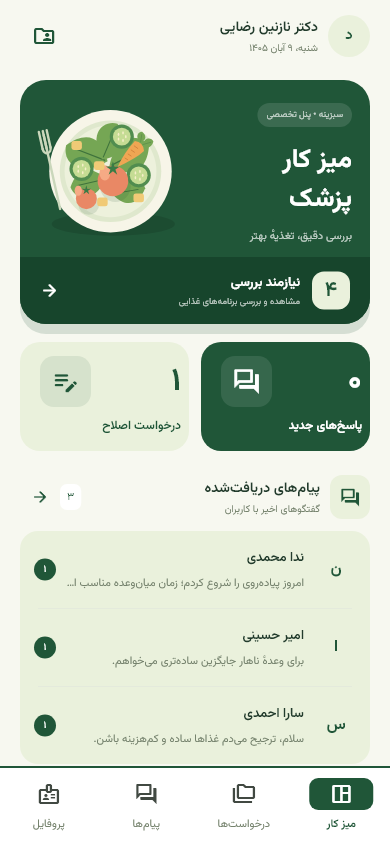 د
دکتر نازنین رضایی
شنبه، ۹ آبان ۱۴۰۵
سبزینه • پنل تخصصی
میز کار
پزشک
بررسی دقیق، تغذیهٔ بهتر
۴
نیازمند بررسی
مشاهده و بررسی برنامه‌های غذایی
۰
پاسخ‌های جدید
۱
درخواست اصلاح
پیام‌های دریافت‌شده
گفتگوهای اخیر با کاربران
۳
ن
ندا محمدی
امروز پیاده‌روی را شروع کردم؛ زمان میان‌وعده مناسب ا...
۱
ا
امیر حسینی
برای وعدهٔ ناهار جایگزین ساده‌تری می‌خواهم.
۱
س
سارا احمدی
سلام، ترجیح می‌دم غذاها ساده و کم‌هزینه باشن.
۱
میز کار
درخواست‌ها
پیام‌ها
پروفایل